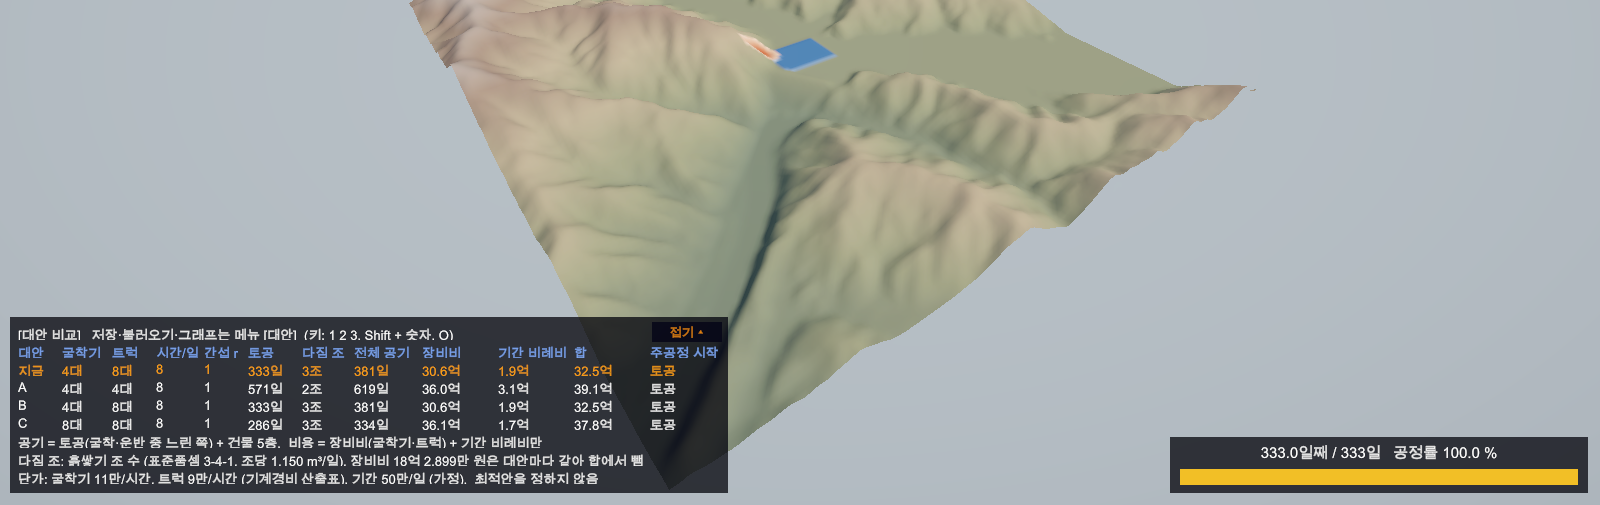 [대안 비교]   저장·불러오기·그래프는 메뉴 [대안]  (키: 1 2 3, Shift + 숫자, O)   접기
대안 굴착기 트럭 시간/일 간섭 r 토공 다짐 조 전체 공기 장비비 기간 비례비 합 주공정 시작
지금 4대 8대 8 1 333일 3조 381일 30.6억 1.9억 32.5억 토공
A 4대 4대 8 1 571일 2조 619일 36.0억 3.1억 39.1억 토공
B 4대 8대 8 1 333일 3조 381일 30.6억 1.9억 32.5억 토공
C 8대 8대 8 1 286일 3조 334일 36.1억 1.7억 37.8억 토공
공기 = 토공(굴착·운반 중 느린 쪽) + 건물 5층.  비용 = 장비비(굴착기·트럭) + 기간 비례비만
다짐 조: 흙쌓기 조 수 (표준품셈 3-4-1, 조당 1,150 m³/일). 장비비 18억 2,899만 원은 대안마다 같아 합에서 뺌
단가: 굴착기 11만/시간, 트럭 9만/시간 (기계경비 산출표), 기간 50만/일 (가정).  최적안을 정하지 않음
333.0일째 / 333일   공정률 100.0 %